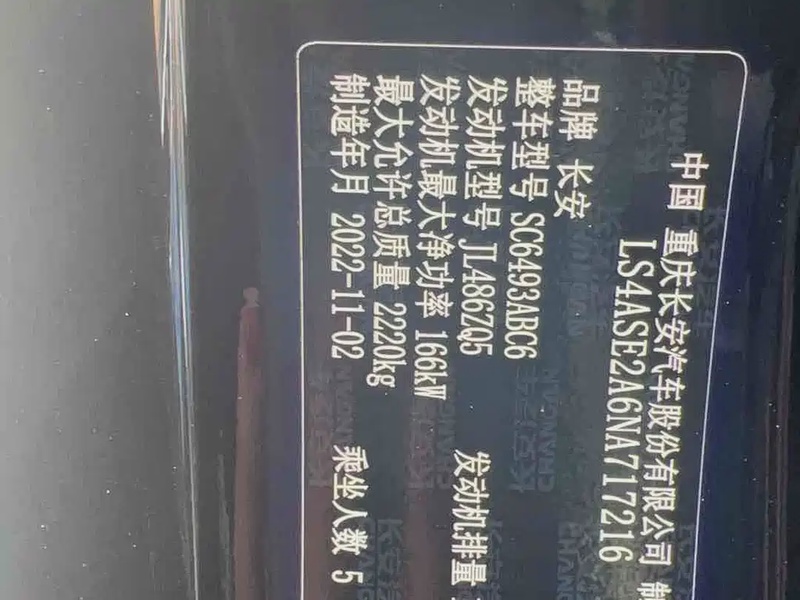 中国 重庆长安汽车股份有限公司 制
LS4ASE2A6NA717216
品牌 长安
整车型号 SC6493ABC6
发动机型号 JL486ZQ5 发动机排量
发动机最大净功率 166kW
最大允许总质量 2220kg
制造年月 2022-11-02 乘坐人数 5